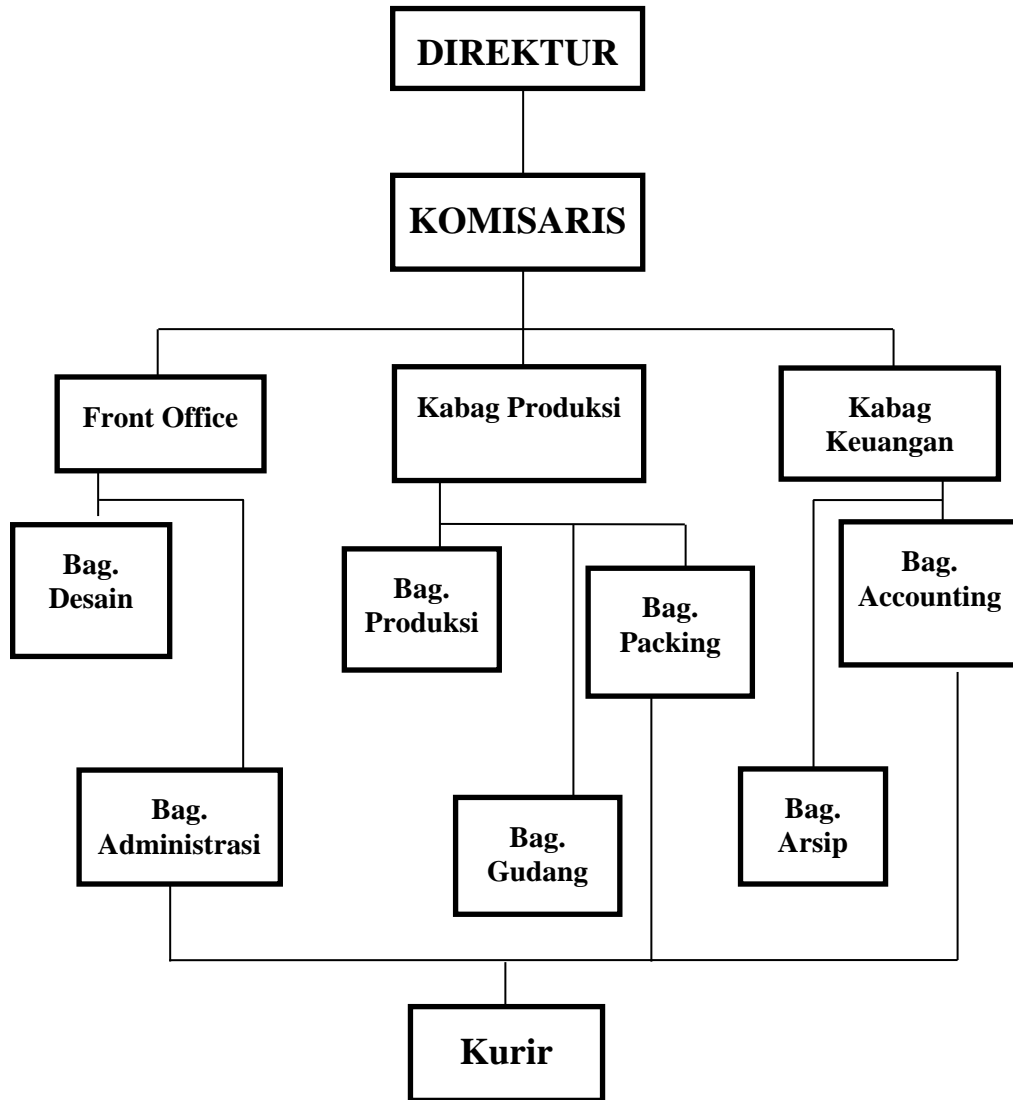 DIREKTUR
KOMISARIS
Front Office
Kabag Produksi
Kabag
Keuangan
Bag.
Desain
Bag.
Produksi
Bag.
Packing
Bag.
Accounting
Bag.
Administrasi
Bag.
Gudang
Bag.
Arsip
Kurir